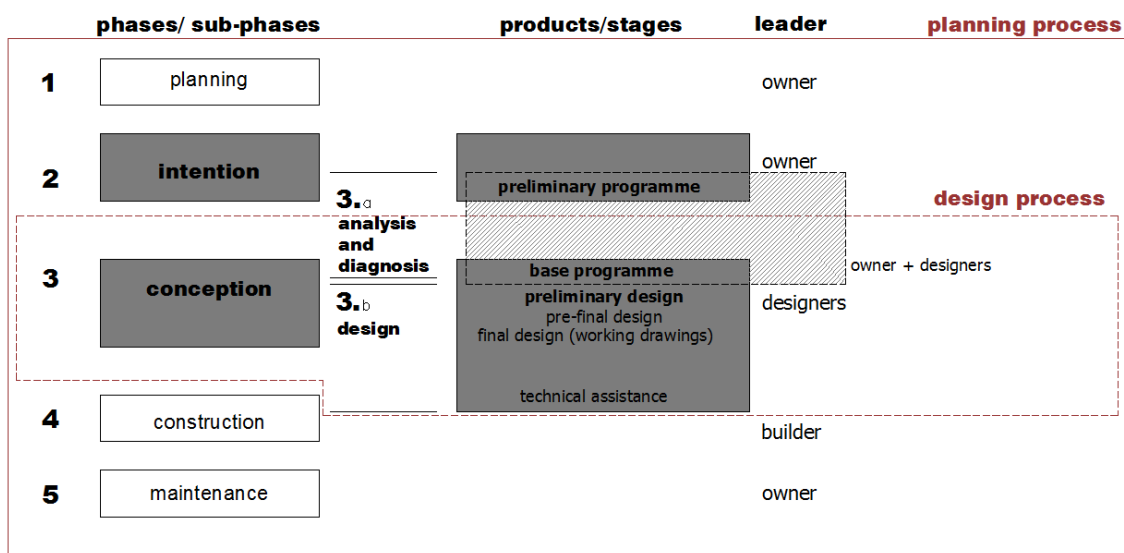 phases/ sub-phases products/stages leader planning process
1 planning owner
2 intention owner
preliminary programme
3.a
analysis
and
diagnosis
design process
3 conception
base programme
owner + designers
3.b
design
preliminary design
designers
pre-final design
final design (working drawings)
technical assistance
4 construction builder
5 maintenance owner